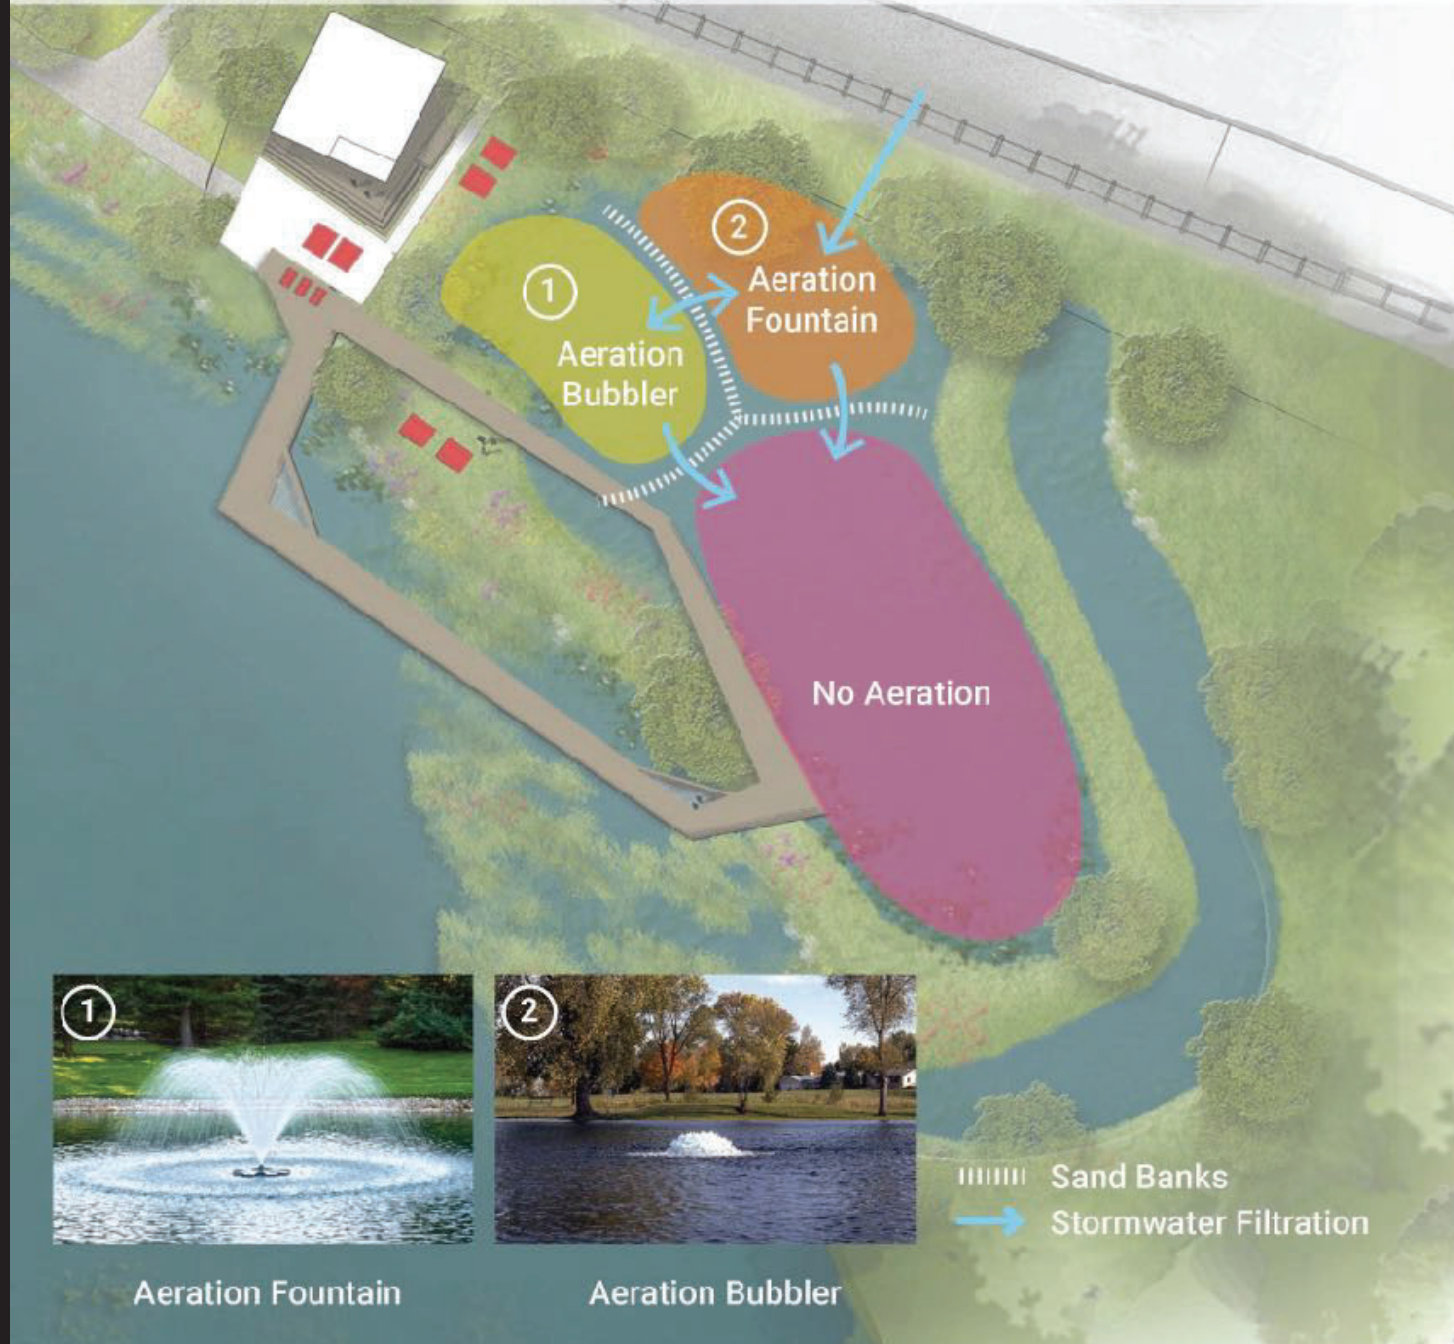 2
Aeration
Fountain
1
Aeration
Bubbler
No Aeration
1
2
Sand Banks
Stormwater Filtration
Aeration Fountain
Aeration Bubbler